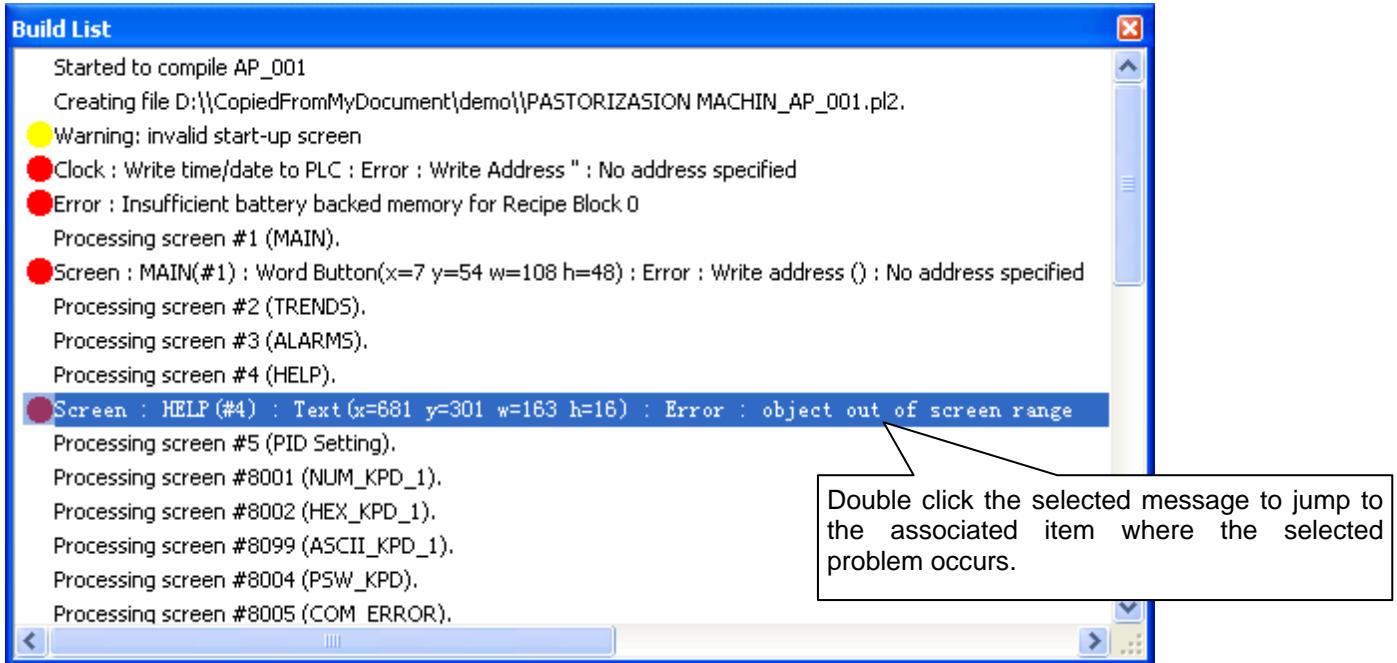 Build List
Started to compile AP_001
Creating file D:\\CopiedFromMyDocument\demo\\PASTORIZASION MACHIN_AP_001.pl2.
Warning: invalid start-up screen
Clock : Write time/date to PLC : Error : Write Address '' : No address specified
Error : Insufficient battery backed memory for Recipe Block 0
Processing screen #1 (MAIN).
Screen : MAIN(#1) : Word Button(x=7 y=54 w=108 h=48) : Error : Write address () : No address specified
Processing screen #2 (TRENDS).
Processing screen #3 (ALARMS).
Processing screen #4 (HELP).
Screen : HELP(#4) : Text(x=681 y=301 w=163 h=16) : Error : object out of screen range
Processing screen #5 (PID Setting).
Processing screen #8001 (NUM_KPD_1).
Processing screen #8002 (HEX_KPD_1).
Processing screen #8099 (ASCII_KPD_1).
Processing screen #8004 (PSW_KPD).
Processing screen #8005 (COM_ERROR).
Double click the selected message to jump to
the associated item where the selected
problem occurs.